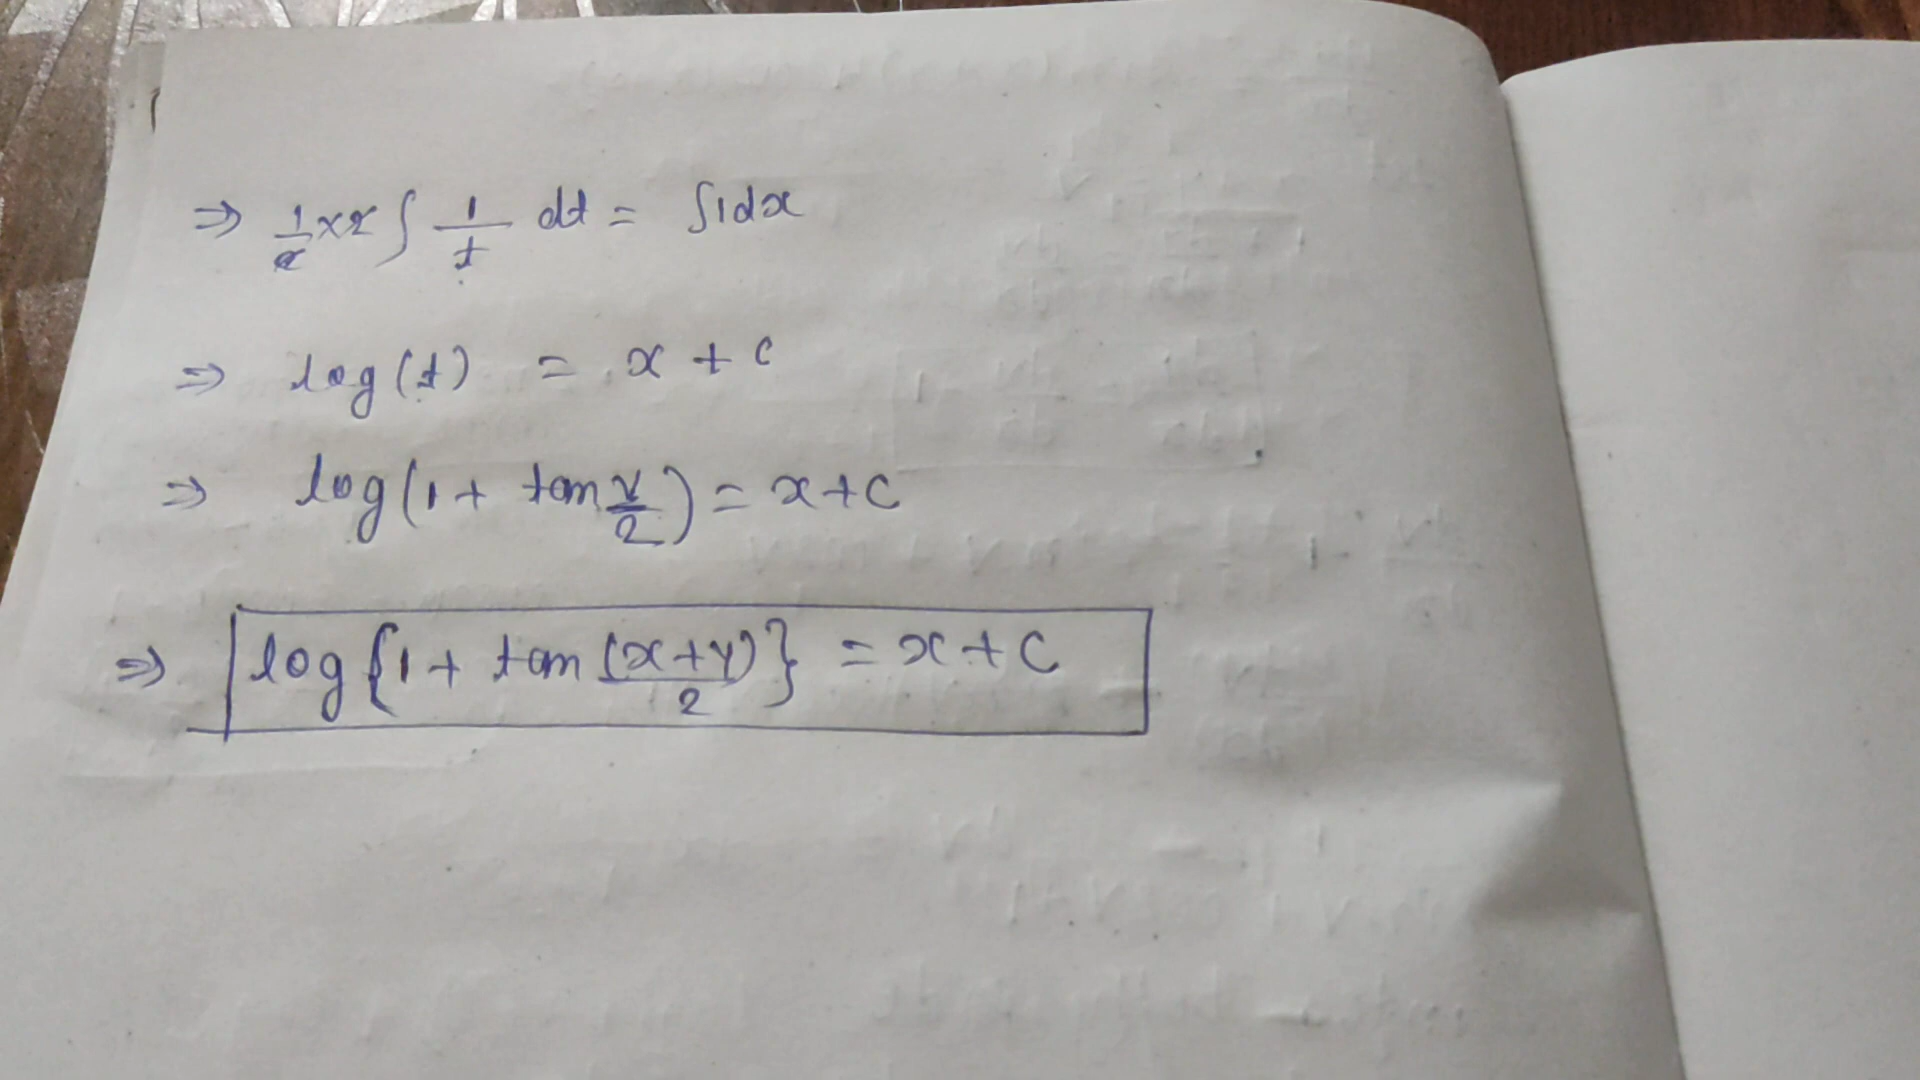 ⇒ 1/2 x 2 ∫ 1/t dt = ∫1dx
⇒ log(t) = x + c
⇒ log(1 + tan v/2) = x + c
⇒ log{1 + tan (x+y)/2} = x + c